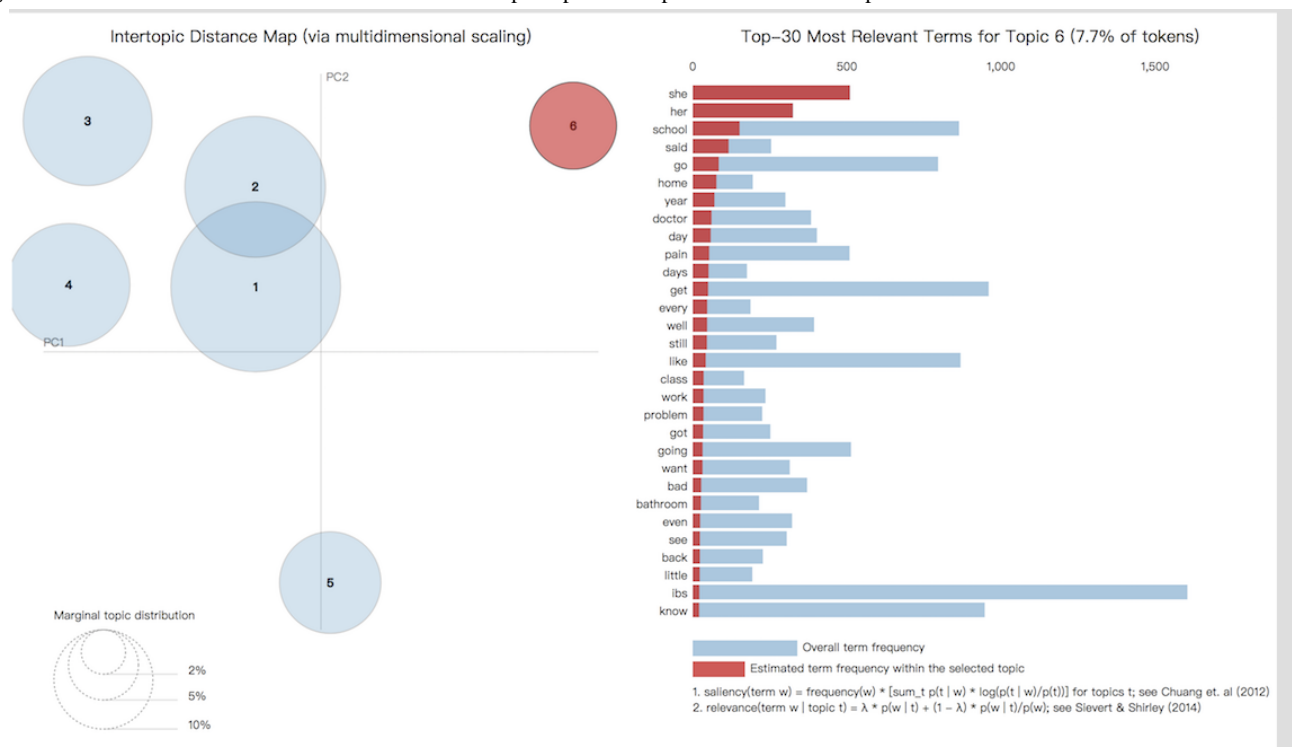 Intertopic Distance Map (via multidimensional scaling)
PC2
3
6
2
4
1
PC1
5
Marginal topic distribution
2%
5%
10%
Top-30 Most Relevant Terms for Topic 6 (7.7% of tokens)
0 500 1,000 1,500
she
her
school
said
go
home
year
doctor
day
pain
days
get
every
well
still
like
class
work
problem
got
going
want
bad
bathroom
even
see
back
little
ibs
know
Overall term frequency
Estimated term frequency within the selected topic
1. saliency(term w) = frequency(w) * [sum_t p(t | w) * log(p(t | w)/p(t))] for topics t; see Chuang et. al (2012)
2. relevance(term w | topic t) = λ * p(w | t) + (1 - λ) * p(w | t)/p(w); see Sievert & Shirley (2014)